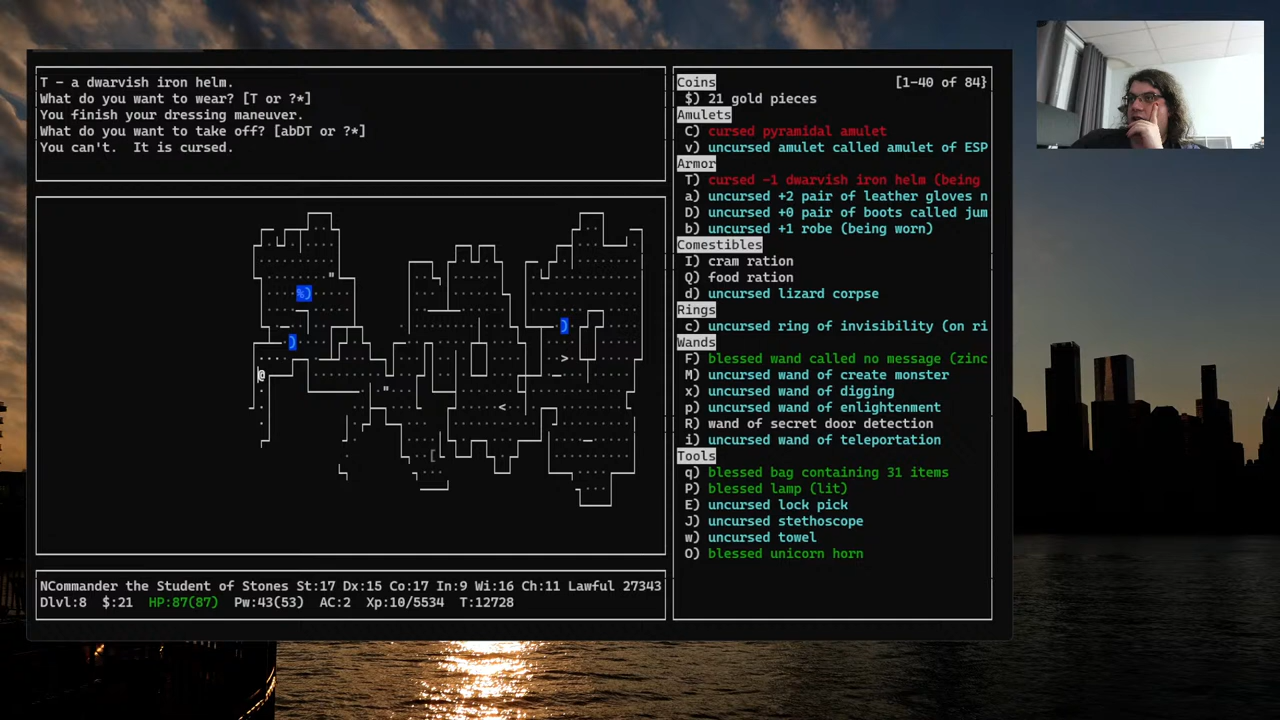 T - a dwarvish iron helm.
What do you want to wear? [T or ?*]
You finish your dressing maneuver.
What do you want to take off? [abDT or ?*]
You can't.  It is cursed.
Coins [1-40 of 84}
$) 21 gold pieces
Amulets
C) cursed pyramidal amulet
v) uncursed amulet called amulet of ESP
Armor
T) cursed -1 dwarvish iron helm (being
a) uncursed +2 pair of leather gloves n
D) uncursed +0 pair of boots called jum
b) uncursed +1 robe (being worn)
Comestibles
I) cram ration
Q) food ration
d) uncursed lizard corpse
Rings
c) uncursed ring of invisibility (on ri
Wands
F) blessed wand called no message (zinc
M) uncursed wand of create monster
x) uncursed wand of digging
p) uncursed wand of enlightenment
R) wand of secret door detection
i) uncursed wand of teleportation
Tools
q) blessed bag containing 31 items
P) blessed lamp (lit)
E) uncursed lock pick
J) uncursed stethoscope
w) uncursed towel
O) blessed unicorn horn
NCommander the Student of Stones St:17 Dx:15 Co:17 In:9 Wi:16 Ch:11 Lawful 27343
Dlvl:8 $:21 HP:87(87) Pw:43(53) AC:2 Xp:10/5534 T:12728